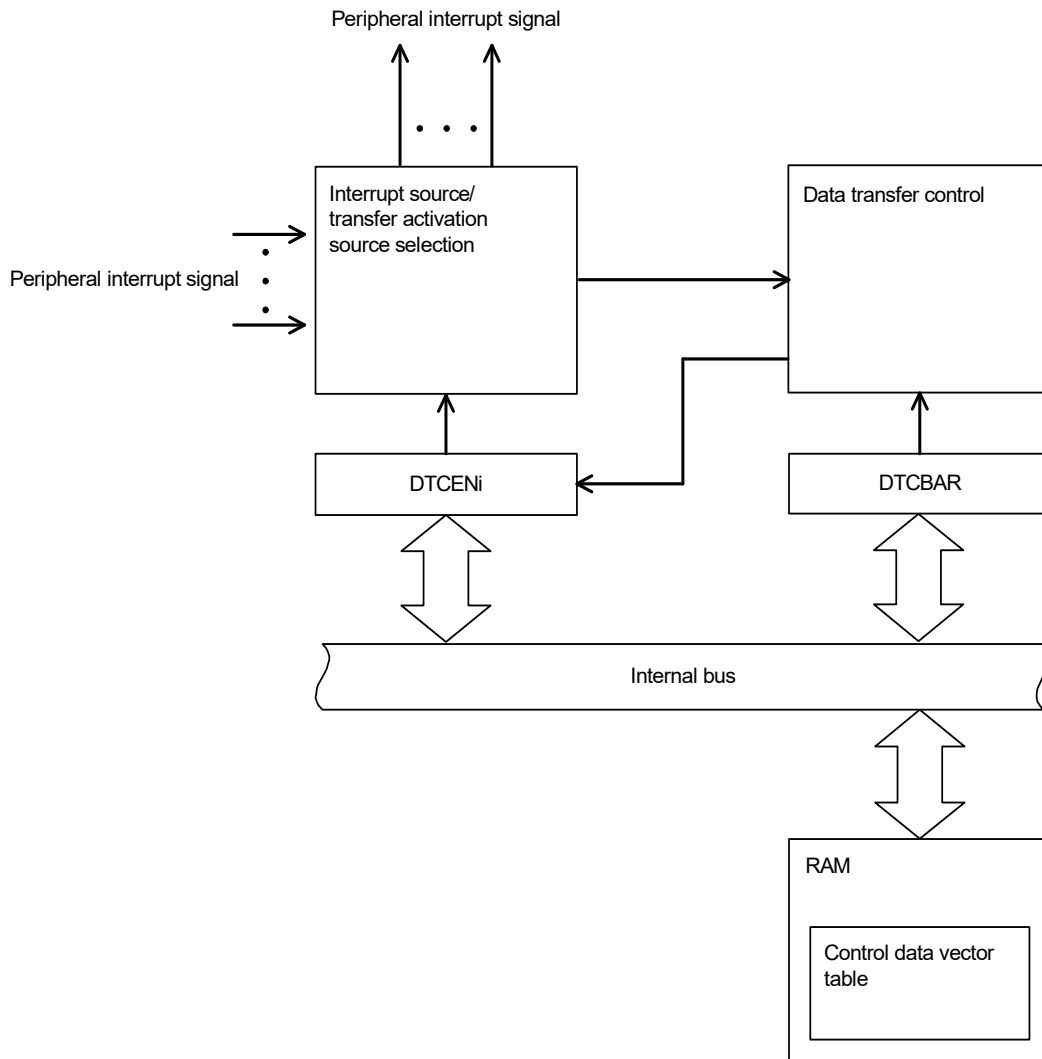 Peripheral interrupt signal
Interrupt source/
transfer activation
source selection
Data transfer control
Peripheral interrupt signal
DTCENi
DTCBAR
Internal bus
RAM
Control data vector
table